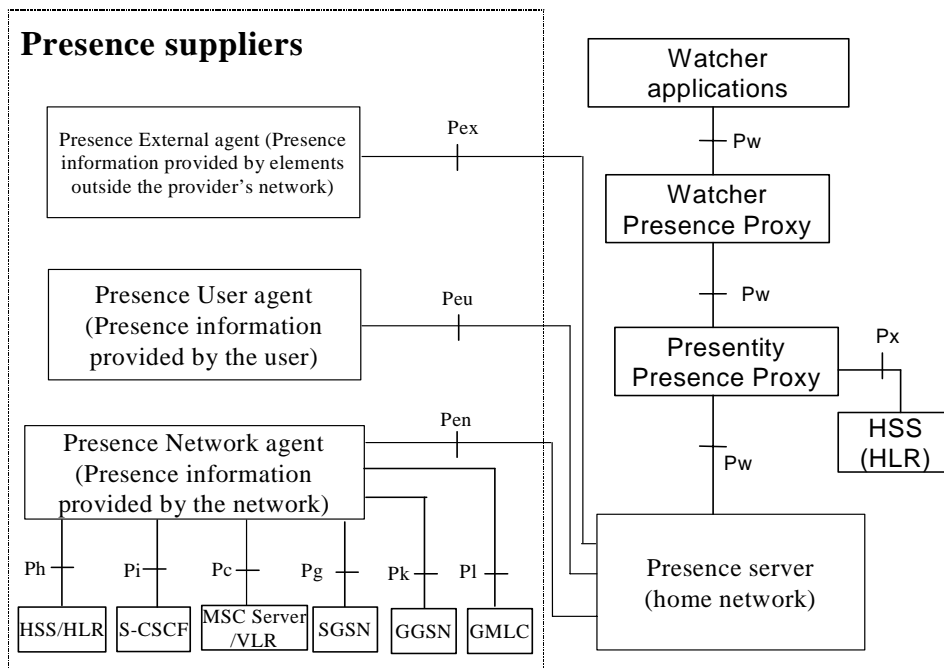 Presence suppliers
Watcher
applications
Presence External agent (Presence
information provided by elements
outside the provider's network)
Pex
Pw
Watcher
Presence Proxy
Presence User agent
(Presence information
provided by the user)
Peu
Pw
Presentity
Presence Proxy
Px
HSS
(HLR)
Presence Network agent
(Presence information
provided by the network)
Pen
Pw
Presence server
(home network)
Ph
Pi
Pc
Pg
Pk
Pl
HSS/HLR
S-CSCF
MSC Server
/VLR
SGSN
GGSN
GMLC